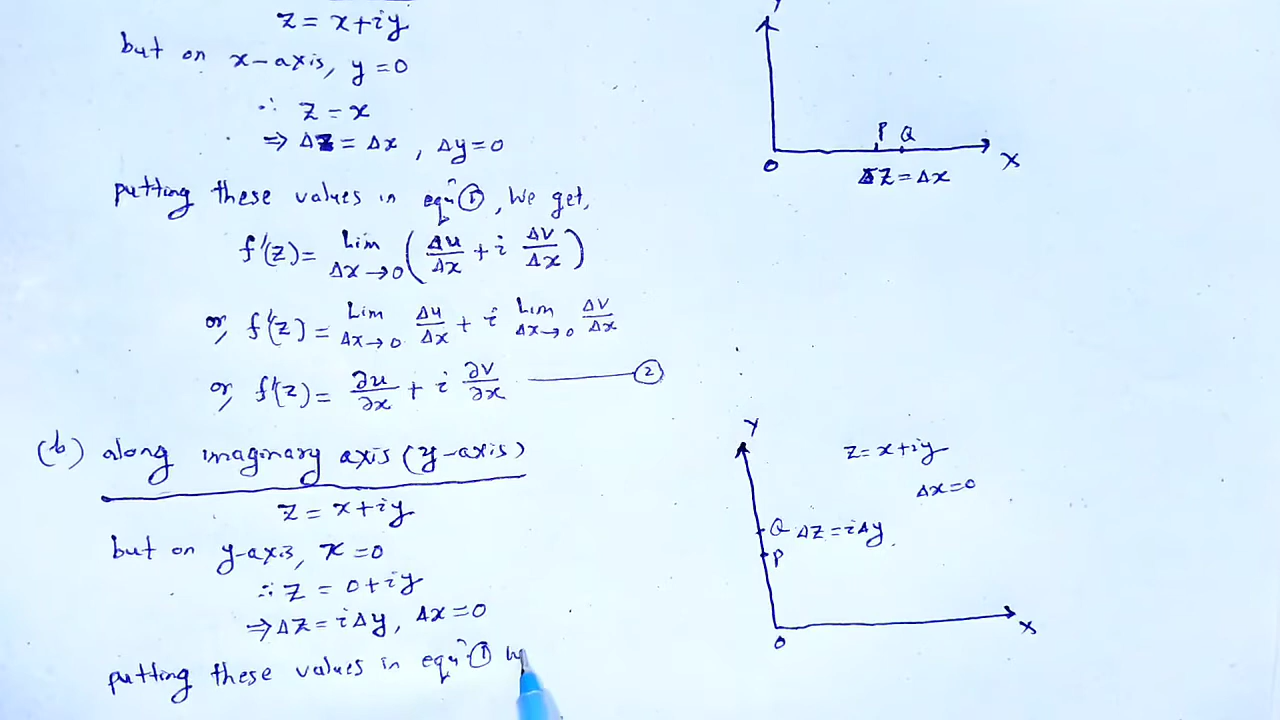 z = x+iy
but on x-axis, y=0
∴ z = x
⇒ Δz = Δx, Δy=0
putting these values in eqⁿ ①, we get,
f'(z) = Lim Δx→0 (Δu/Δx + i Δv/Δx)
or, f'(z) = Lim Δx→0 Δu/Δx + i Lim Δx→0 Δv/Δx
or, f'(z) = ∂u/∂x + i ∂v/∂x ——— ②
(b) along imaginary axis (y-axis)
z = x+iy
but on y-axis, x=0
∴ z = 0+iy
⇒ Δz = iΔy, Δx=0
putting these values in eqⁿ ①
P Q
O X
Δz = Δx
Y
z = x+iy
Δx=0
Q Δz = iΔy
P
O X